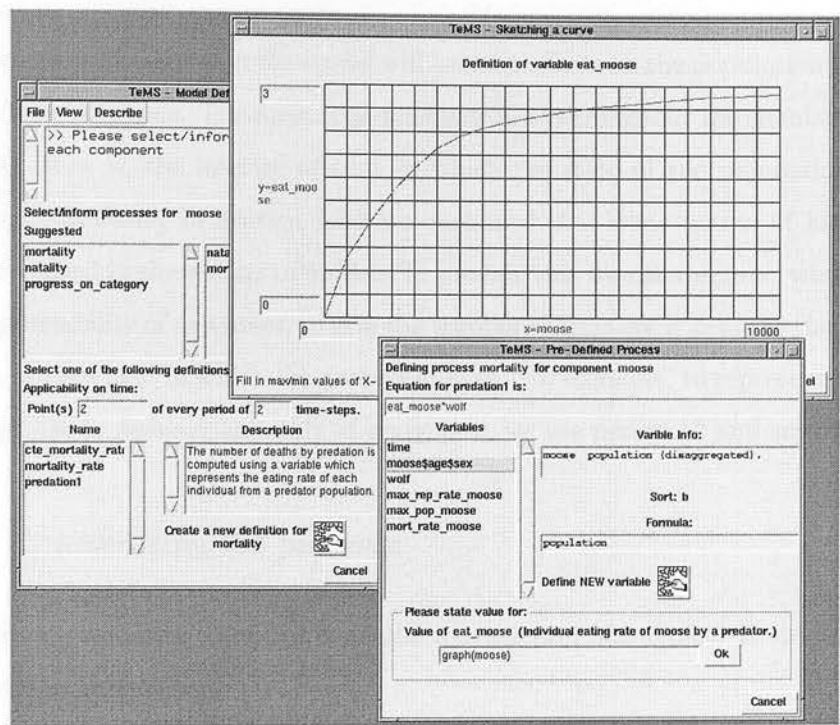 TeMS - Sketching a curve
Definition of variable eat_moose
3
y=eat_moo
se
0
0
x=moose
10000
Fill in max/min values of X-
el
TeMS - Model Def
File View Describe
>> Please select/infor
each component
Select/inform processes for moose
Suggested
mortality
natality
progress_on_category
nata
mor
Select one of the following definitions
Applicability on time:
Point(s) 2 of every period of 2 time-steps.
Name
Description
cte_mortality_rat
mortality_rate
predation1
The number of deaths by predation is
computed using a variable which
represents the eating rate of each
individual from a predator population.
Create a new definition for
mortality
Cancel
TeMS - Pre-Defined Process
Defining process mortality for component moose
Equation for predation1 is:
eat_moose*wolf
Variables
time
moose$age$sex
wolf
max_rep_rate_moose
max_pop_moose
mort_rate_moose
Varible Info:
moose population (disaggregated).
Sort: b
Formula:
population
Define NEW variable
Please state value for:
Value of eat_moose (Individual eating rate of moose by a predator.)
graph(moose)
Ok
Cancel